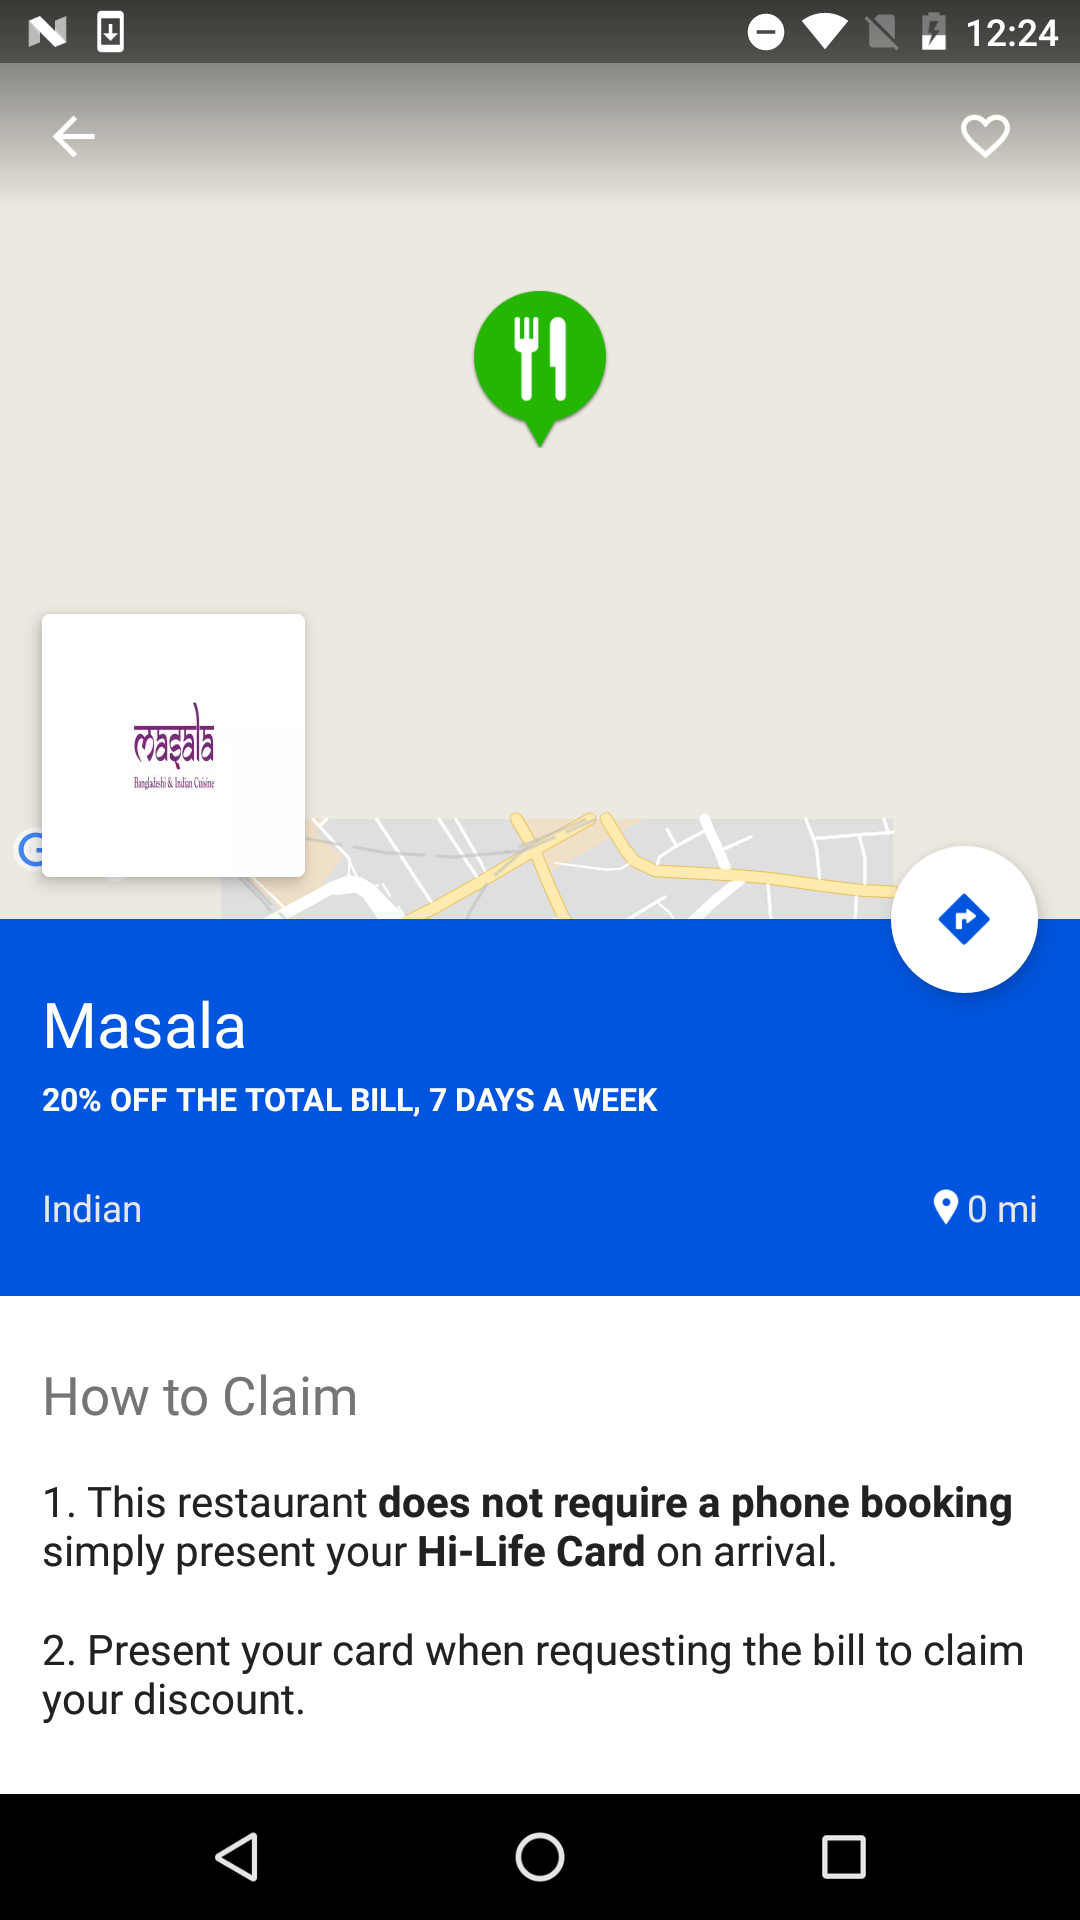 12:24
masala
Bangladeshi & Indian Cuisine
Masala
20% OFF THE TOTAL BILL, 7 DAYS A WEEK
Indian
0 mi
How to Claim
1. This restaurant does not require a phone booking
simply present your Hi-Life Card on arrival.
2. Present your card when requesting the bill to claim
your discount.